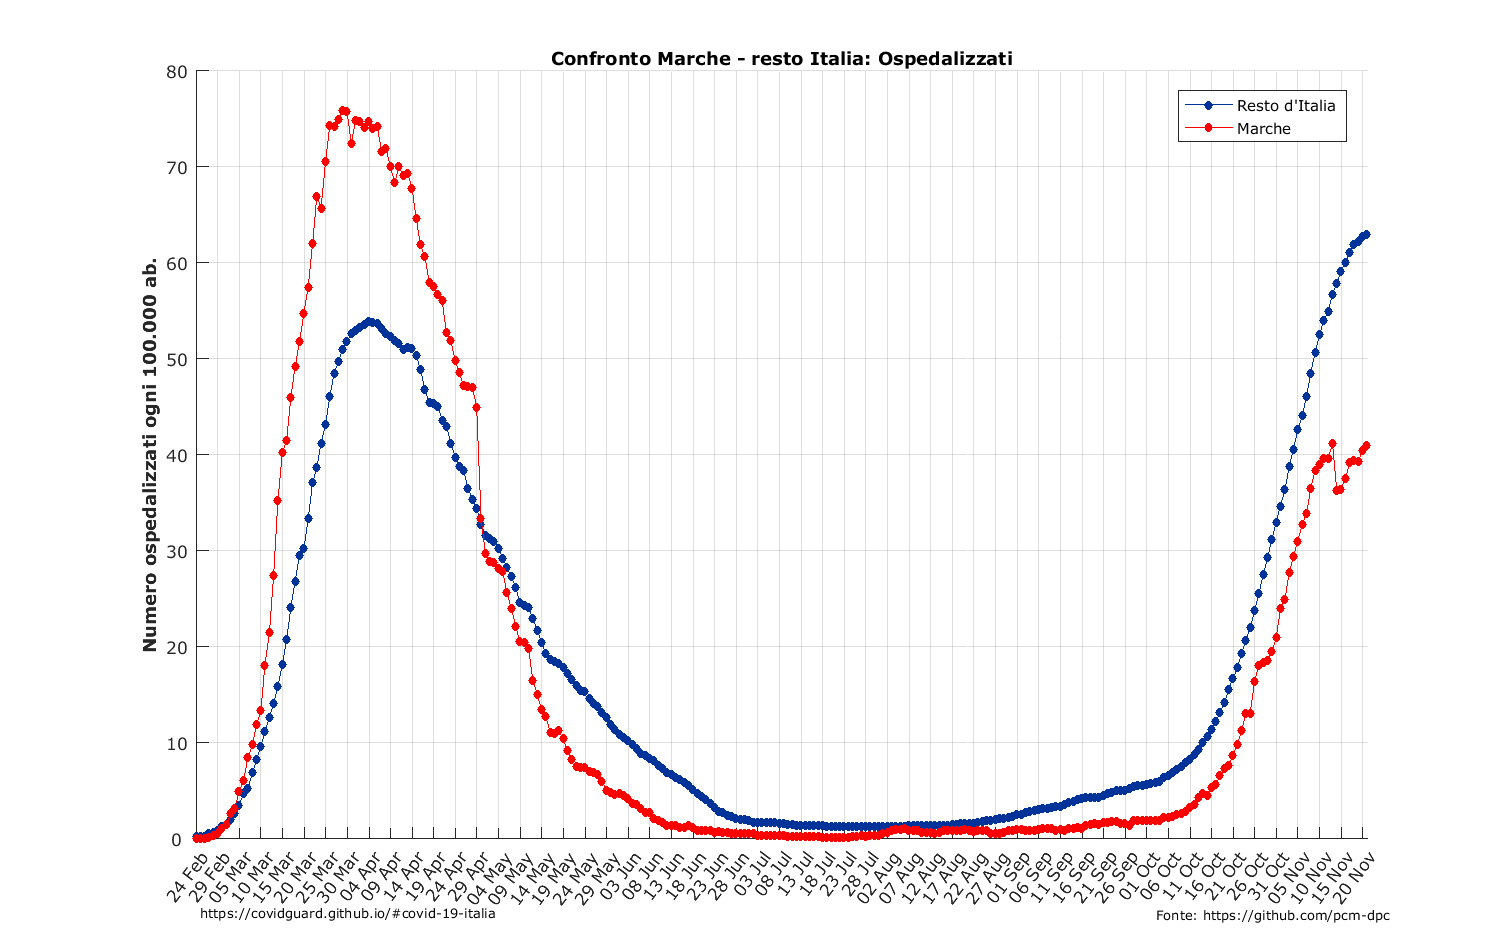 Confronto Marche - resto Italia: Ospedalizzati
Resto d'Italia
Marche
Numero ospedalizzati ogni 100.000 ab.
80
70
60
50
40
30
20
10
0
24 Feb
29 Feb
05 Mar
10 Mar
15 Mar
20 Mar
25 Mar
30 Mar
04 Apr
09 Apr
14 Apr
19 Apr
24 Apr
29 Apr
04 May
09 May
14 May
19 May
24 May
29 May
03 Jun
08 Jun
13 Jun
18 Jun
23 Jun
28 Jun
03 Jul
08 Jul
13 Jul
18 Jul
23 Jul
28 Jul
02 Aug
07 Aug
12 Aug
17 Aug
22 Aug
27 Aug
01 Sep
06 Sep
11 Sep
16 Sep
21 Sep
26 Sep
01 Oct
06 Oct
11 Oct
16 Oct
21 Oct
26 Oct
31 Oct
05 Nov
10 Nov
15 Nov
20 Nov
https://covidguard.github.io/#covid-19-italia
Fonte: https://github.com/pcm-dpc